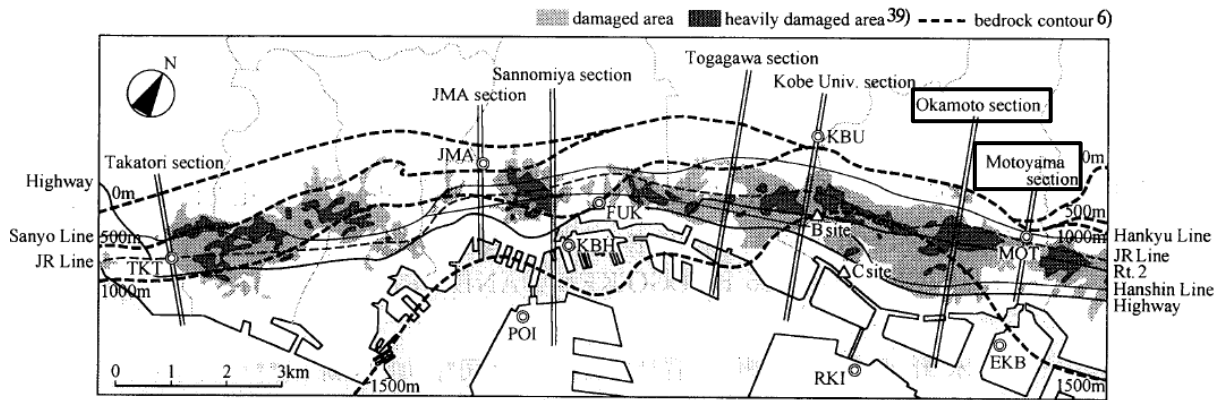 damaged area heavily damaged area 39) bedrock contour 6)
N
Togagawa section
Sannomiya section
Kobe Univ. section
JMA section
Okamoto section
Takatori section
JMA
KBU
Motoyama
section
Highway
0m
0m
500m
Sanyo Line
500m
JR Line
1000m
TKT
FUK
KBH
B site
MOT
1000m
Hankyu Line
JR Line
Rt. 2
Hanshin Line
Highway
C site
POI
EKB
RKI
0 1 2 3km
1500m
1500m